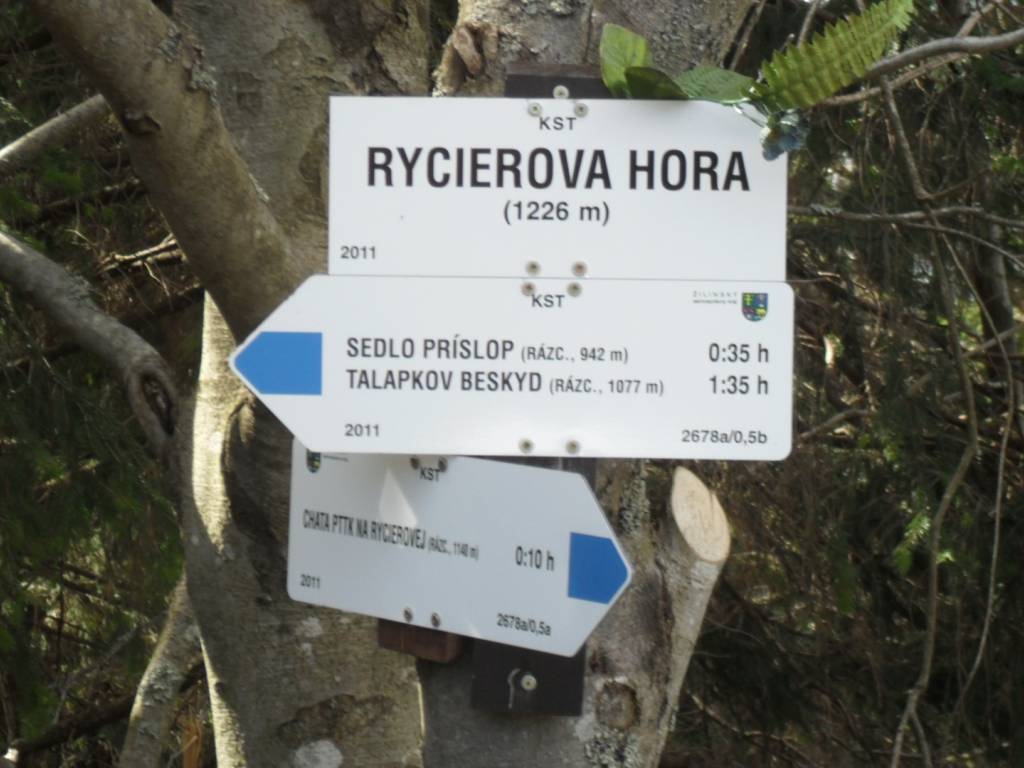 KST
RYCIEROVA HORA
(1226 m)
2011
KST
ŽILINSKÝ
SEDLO PRÍSLOP (RÁZC., 942 m) 0:35 h
TALAPKOV BESKYD (RÁZC., 1077 m) 1:35 h
2011 2678a/0,5b
KST
CHATA PTTK NA RYCIEROVEJ (RÁZC., 1140 m) 0:10 h
2011 2678a/0,5a